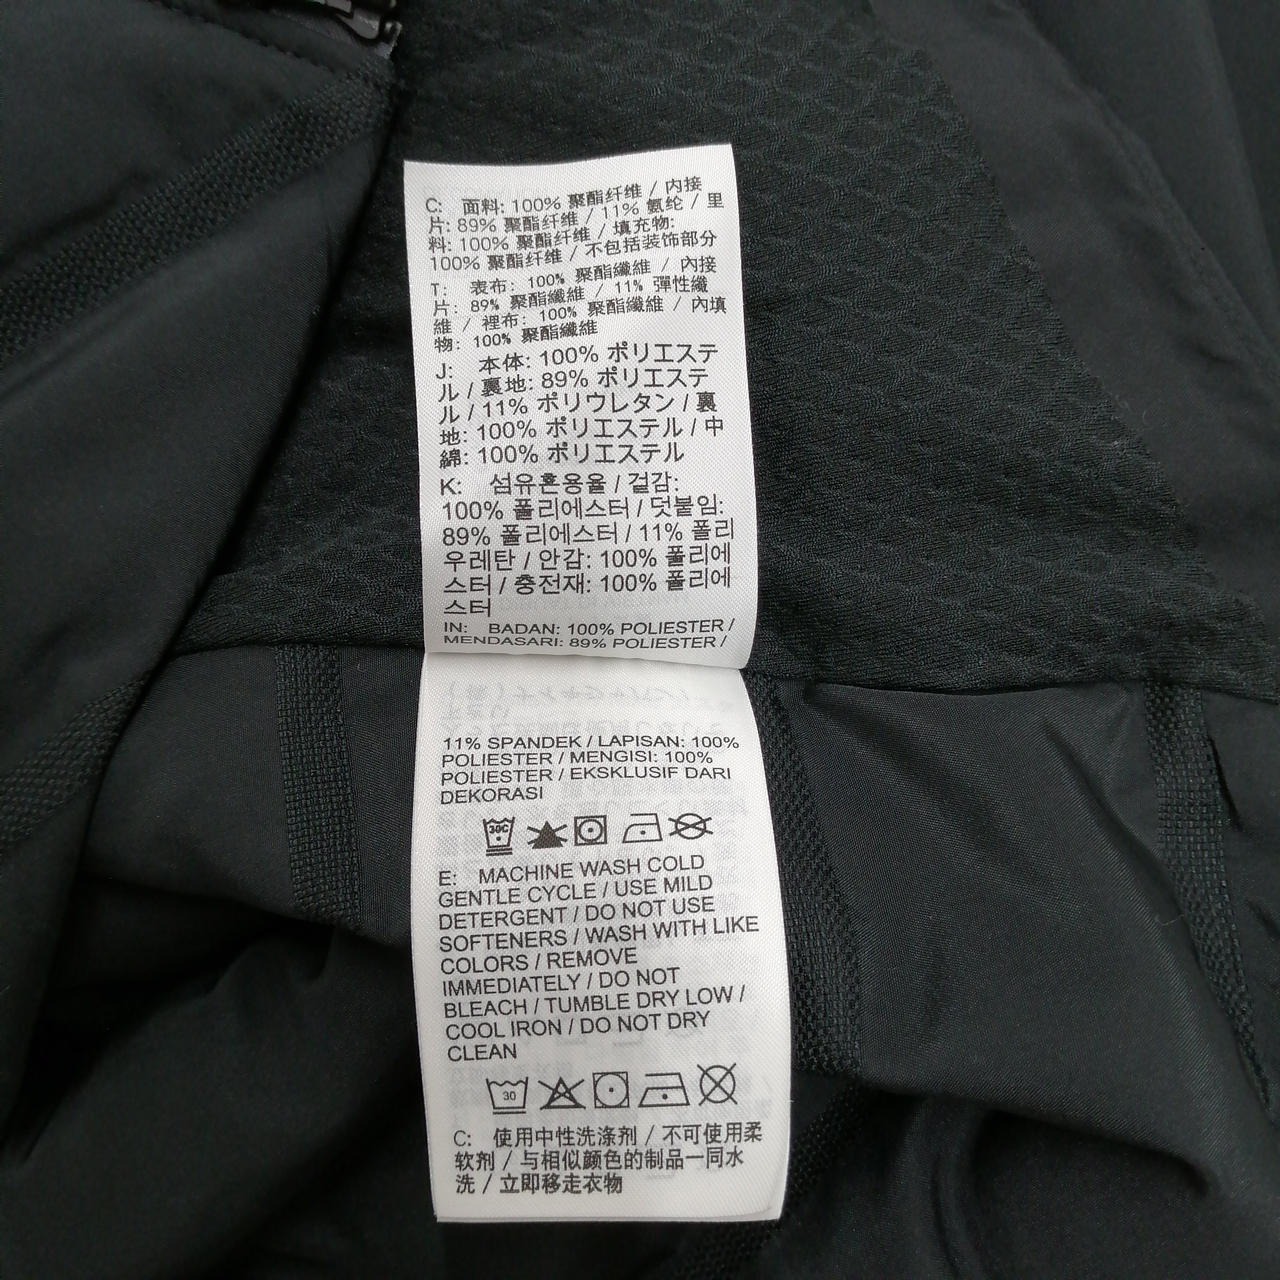 C: 面料: 100% 聚酯纤维 / 内接
片: 89% 聚酯纤维 / 11% 氨纶 / 里
料: 100% 聚酯纤维 / 填充物:
100% 聚酯纤维 / 不包括装饰部分
T: 表布: 100% 聚酯纖維 / 內接
片: 89% 聚酯纖維 / 11% 彈性纖
維 / 裡布: 100% 聚酯纖維 / 內填
物: 100% 聚酯纖維
J: 本体: 100% ポリエステ
ル / 裏地: 89% ポリエステ
ル / 11% ポリウレタン / 裏
地: 100% ポリエステル / 中
綿: 100% ポリエステル
K: 섬유혼용율 / 겉감:
100% 폴리에스터 / 덧붙임:
89% 폴리에스터 / 11% 폴리
우레탄 / 안감: 100% 폴리에
스터 / 충전재: 100% 폴리에
스터
IN: BADAN: 100% POLIESTER /
MENDASARI: 89% POLIESTER /
11% SPANDEK / LAPISAN: 100%
POLIESTER / MENGISI: 100%
POLIESTER / EKSKLUSIF DARI
DEKORASI
30C
E: MACHINE WASH COLD
GENTLE CYCLE / USE MILD
DETERGENT / DO NOT USE
SOFTENERS / WASH WITH LIKE
COLORS / REMOVE
IMMEDIATELY / DO NOT
BLEACH / TUMBLE DRY LOW /
COOL IRON / DO NOT DRY
CLEAN
30
C: 使用中性洗涤剂 / 不可使用柔
软剂 / 与相似颜色的制品一同水
洗 / 立即移走衣物